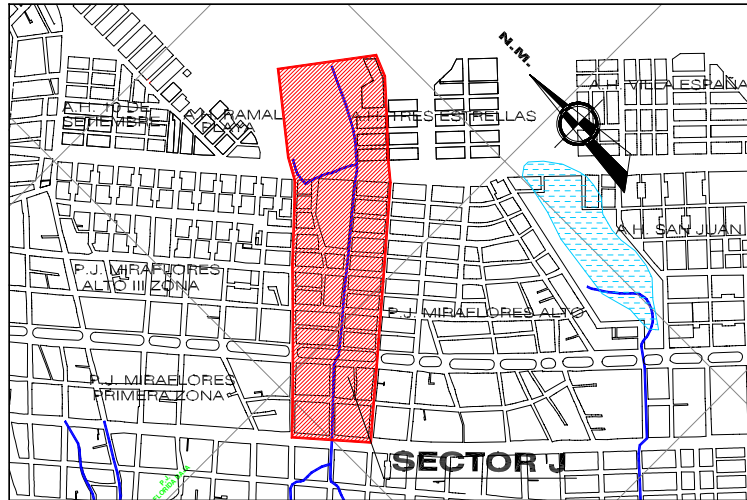 N.M.
A.H. VILLA ESPAÑA
A.H. 10 DE
SETIEMBRE
A.H. RAMAL
PLAYA
A.H. TRES ESTRELLAS
A.H. SAN JUAN
P.J. MIRAFLORES
ALTO III ZONA
P.J. MIRAFLORES ALTO
P.J. MIRAFLORES
PRIMERA ZONA
SECTOR J